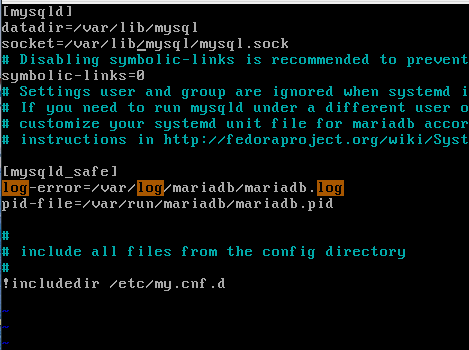 [mysqld]
datadir=/var/lib/mysql
socket=/var/lib/mysql/mysql.sock
# Disabling symbolic-links is recommended to prevent
symbolic-links=0
# Settings user and group are ignored when systemd i
# If you need to run mysqld under a different user o
# customize your systemd unit file for mariadb accor
# instructions in http://fedoraproject.org/wiki/Syst
[mysqld_safe]
log-error=/var/log/mariadb/mariadb.log
pid-file=/var/run/mariadb/mariadb.pid
#
# include all files from the config directory
#
!includedir /etc/my.cnf.d
~
~
~